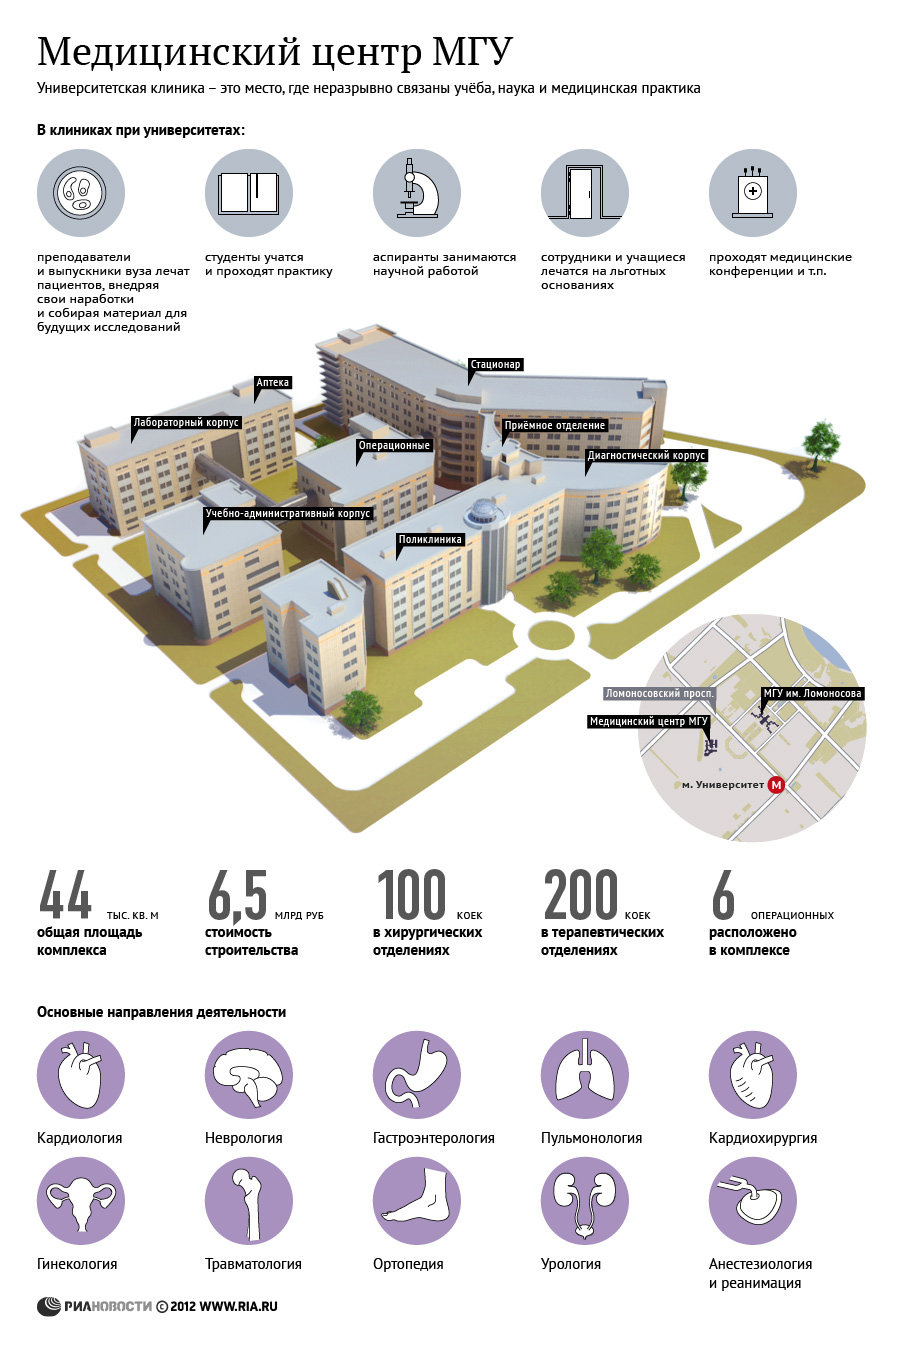 Медицинский центр МГУ
Университетская клиника – это место, где неразрывно связаны учёба, наука и медицинская практика
В клиниках при университетах:
преподаватели
и выпускники вуза лечат
пациентов, внедряя
свои наработки
и собирая материал для
будущих исследований
студенты учатся
и проходят практику
аспиранты занимаются
научной работой
сотрудники и учащиеся
лечатся на льготных
основаниях
проходят медицинские
конференции и т.п.
Стационар
Аптека
Лабораторный корпус
Приёмное отделение
Операционные
Диагностический корпус
Учебно-административный корпус
Поликлиника
Ломоносовский просп.
МГУ им. Ломоносова
Медицинский центр МГУ
м. Университет М
44 ТЫС. КВ. М
общая площадь
комплекса
6,5 МЛРД РУБ
стоимость
строительства
100 КОЕК
в хирургических
отделениях
200 КОЕК
в терапевтических
отделениях
6 ОПЕРАЦИОННЫХ
расположено
в комплексе
Основные направления деятельности
Кардиология
Неврология
Гастроэнтерология
Пульмонология
Кардиохирургия
Гинекология
Травматология
Ортопедия
Урология
Анестезиология
и реанимация
РИАНОВОСТИ © 2012 WWW.RIA.RU